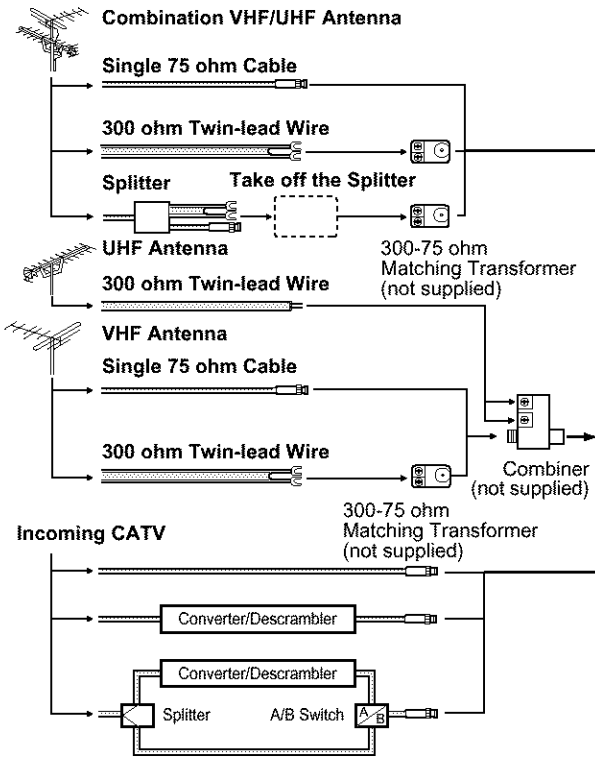 Combination VHF/UHF Antenna
Single 75 ohm Cable
300 ohm Twin-lead Wire
Splitter
Take off the Splitter
UHF Antenna
300-75 ohm
Matching Transformer
(not supplied)
300 ohm Twin-lead Wire
VHF Antenna
Single 75 ohm Cable
300 ohm Twin-lead Wire
Combiner
(not supplied)
300-75 ohm
Matching Transformer
(not supplied)
Incoming CATV
Converter/Descrambler
Converter/Descrambler
Splitter
A/B Switch
A
B